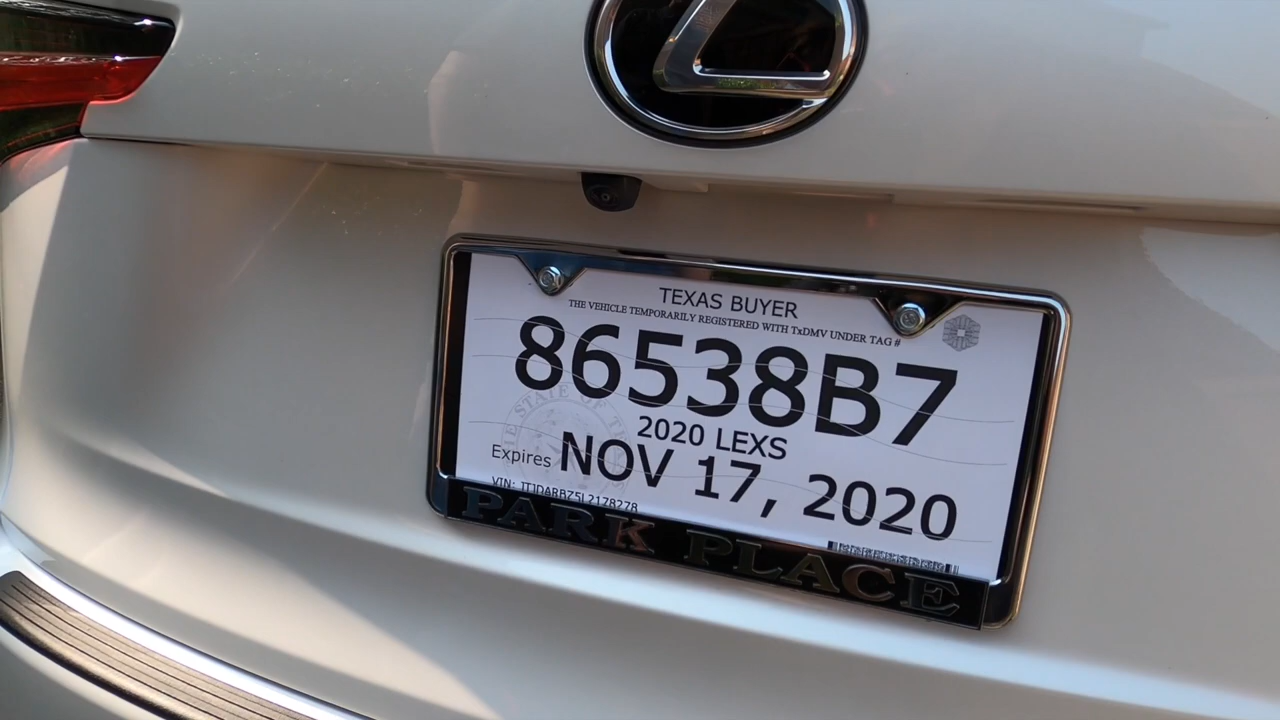 TEXAS BUYER
THE VEHICLE TEMPORARILY REGISTERED WITH TxDMV UNDER TAG #
86538B7
2020 LEXS
Expires NOV 17, 2020
VIN:
PARK PLACE